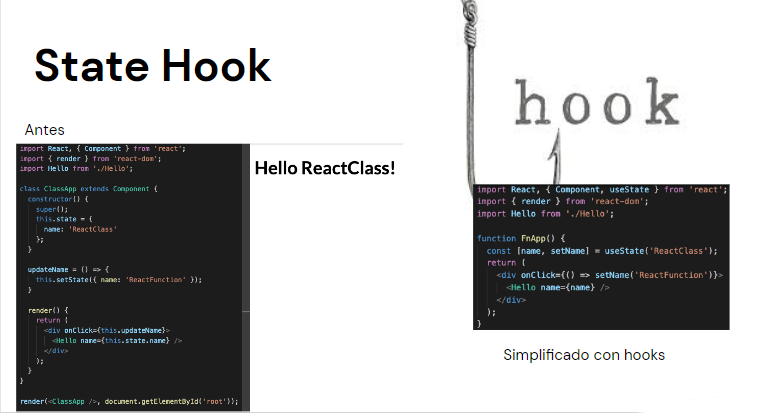 State Hook
Antes
import React, { Component } from 'react';
import { render } from 'react-dom';
import Hello from './Hello';
class ClassApp extends Component {
constructor() {
super();
this.state = {
name: 'ReactClass'
};
}
updateName = () => {
this.setState({ name: 'ReactFunction' });
}
render() {
return (
<div onClick={this.updateName}>
<Hello name={this.state.name} />
</div>
);
}
}
render(<ClassApp />, document.getElementById('root'));
Hello ReactClass!
hook
import React, { Component, useState } from 'react';
import { render } from 'react-dom';
import Hello from './Hello';
function FnApp() {
const [name, setName] = useState('ReactClass');
return (
<div onClick={() => setName('ReactFunction')}>
<Hello name={name} />
</div>
);
}
Simplificado con hooks